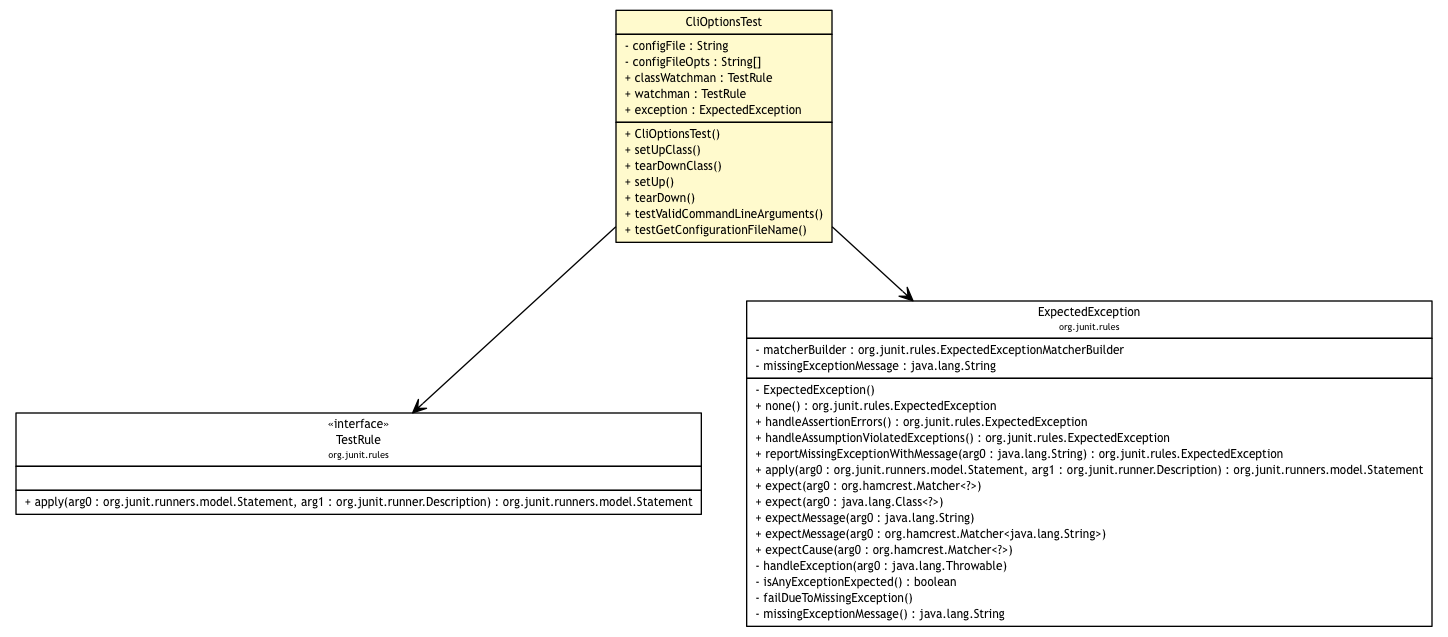 CliOptionsTest
- configFile : String
- configFileOpts : String[]
+ classWatchman : TestRule
+ watchman : TestRule
+ exception : ExpectedException
+ CliOptionsTest()
+ setUpClass()
+ tearDownClass()
+ setUp()
+ tearDown()
+ testValidCommandLineArguments()
+ testGetConfigurationFileName()
«interface»
TestRule
org.junit.rules
+ apply(arg0 : org.junit.runners.model.Statement, arg1 : org.junit.runner.Description) : org.junit.runners.model.Statement
ExpectedException
org.junit.rules
- matcherBuilder : org.junit.rules.ExpectedExceptionMatcherBuilder
- missingExceptionMessage : java.lang.String
- ExpectedException()
+ none() : org.junit.rules.ExpectedException
+ handleAssertionErrors() : org.junit.rules.ExpectedException
+ handleAssumptionViolatedExceptions() : org.junit.rules.ExpectedException
+ reportMissingExceptionWithMessage(arg0 : java.lang.String) : org.junit.rules.ExpectedException
+ apply(arg0 : org.junit.runners.model.Statement, arg1 : org.junit.runner.Description) : org.junit.runners.model.Statement
+ expect(arg0 : org.hamcrest.Matcher<?>)
+ expect(arg0 : java.lang.Class<?>)
+ expectMessage(arg0 : java.lang.String)
+ expectMessage(arg0 : org.hamcrest.Matcher<java.lang.String>)
+ expectCause(arg0 : org.hamcrest.Matcher<?>)
- handleException(arg0 : java.lang.Throwable)
- isAnyExceptionExpected() : boolean
- failDueToMissingException()
- missingExceptionMessage() : java.lang.String